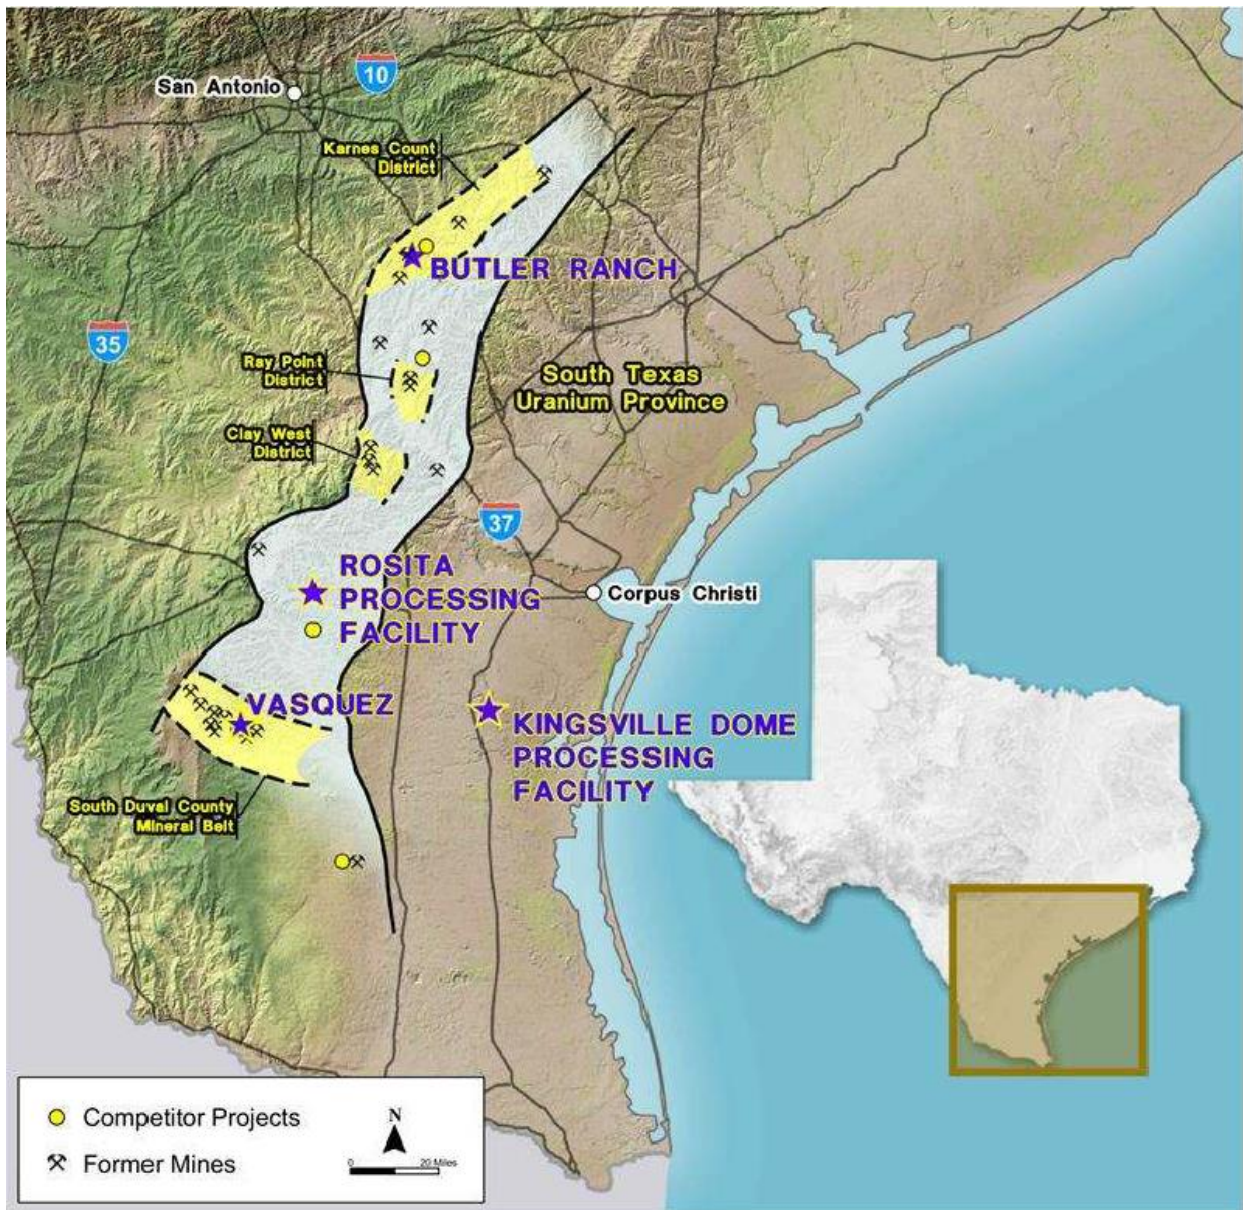 10
San Antonio
Karnes Count
District
BUTLER RANCH
35
Ray Point
District
South Texas
Uranium Province
Clay West
District
37
ROSITA
PROCESSING
FACILITY
Corpus Christi
VASQUEZ
KINGSVILLE DOME
PROCESSING
FACILITY
South Duval County
Mineral Belt
Competitor Projects
Former Mines
N
0 20 Miles